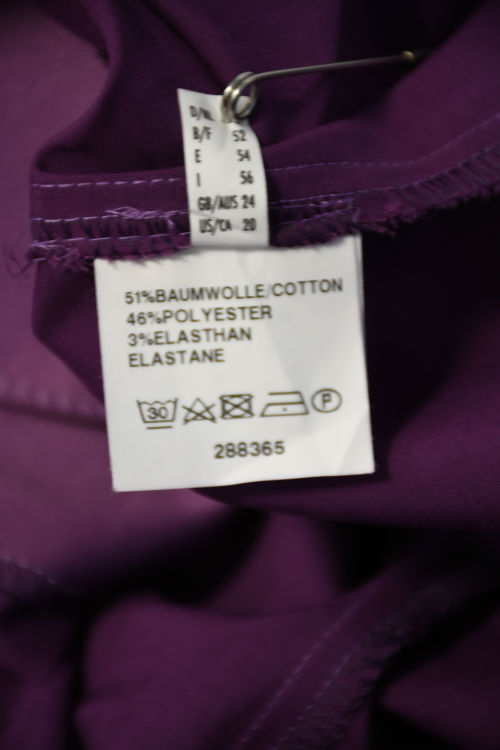 B/F 52
E 54
I 56
GB/AUS 24
US/CA 20
51%BAUMWOLLE/COTTON
46%POLYESTER
3%ELASTHAN
ELASTANE
30 P
288365